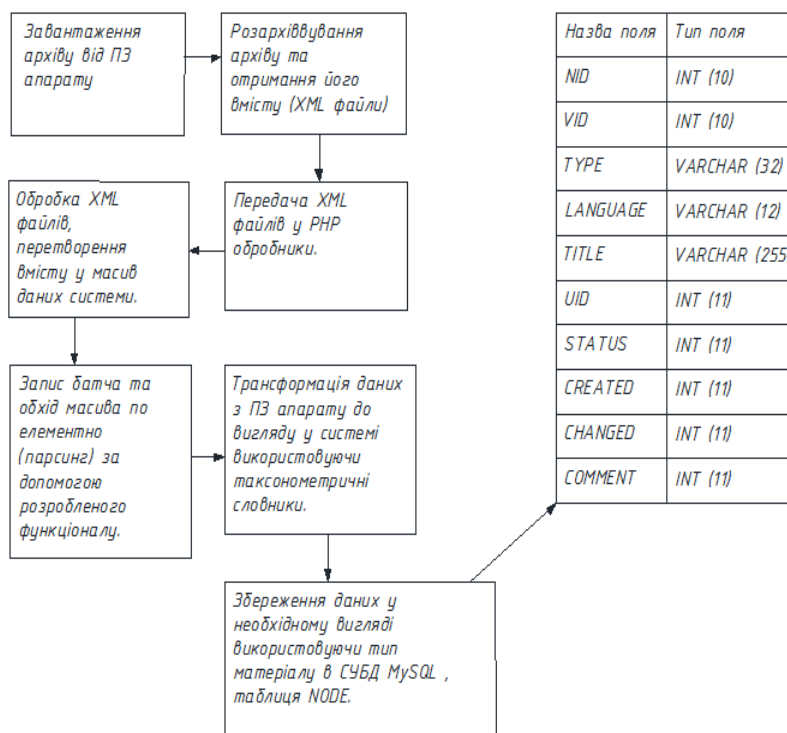 Завантаження
архіву від ПЗ
апарату
Розархіввування
архіву та
отримання його
вмісту (XML файли)
Передача XML
файлів у PHP
обробники.
Обробка XML
файлів,
перетворення
вмісту у масив
даних системи.
Запис батча та
обхід масива по
елементно
(парсинг) за
допомогою
розробленого
функціоналу.
Трансформація даних
з ПЗ апарату до
вигляду у системі
використовуючи
таксонометричні
словники.
Збереження даних у
необхідному вигляді
використовуючи тип
матеріалу в СУБД MySQL ,
таблиця NODE.
Назва поля Тип поля
NID INT (10)
VID INT (10)
TYPE VARCHAR (32)
LANGUAGE VARCHAR (12)
TITLE VARCHAR (255
UID INT (11)
STATUS INT (11)
CREATED INT (11)
CHANGED INT (11)
COMMENT INT (11)